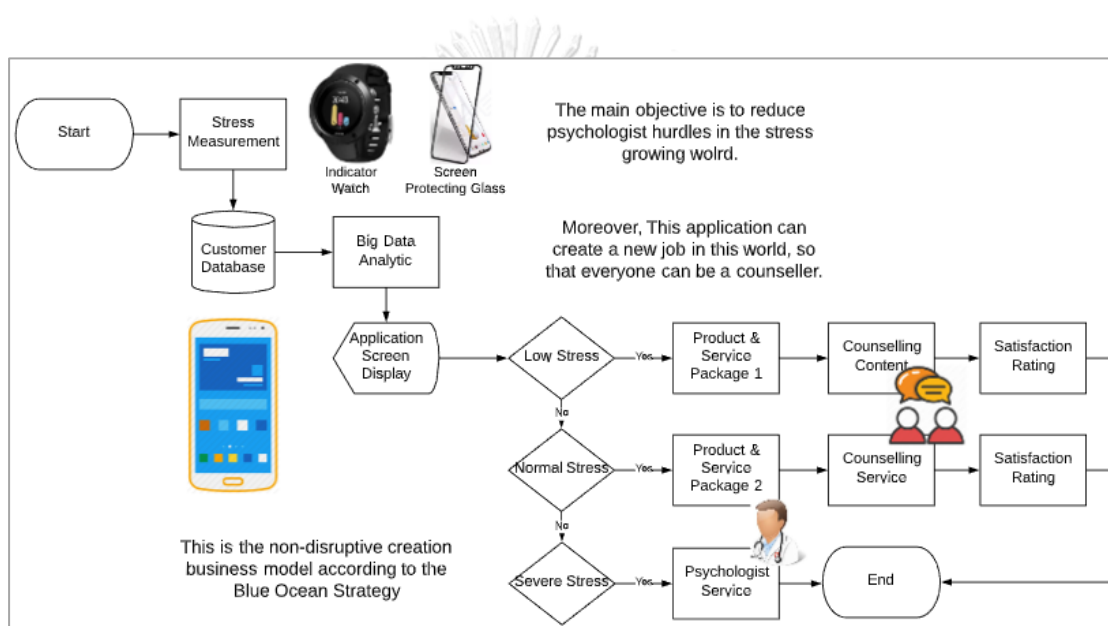 Start
Stress
Measurement
Indicator
Watch
Screen
Protecting Glass
The main objective is to reduce
psychologist hurdles in the stress
growing wolrd.
Customer
Database
Big Data
Analytic
Moreover, This application can
create a new job in this world, so
that everyone can be a counseller.
Application
Screen
Display
Low Stress
Yes
Product &
Service
Package 1
Counselling
Content
Satisfaction
Rating
No
Normal Stress
Yes
Product &
Service
Package 2
Counselling
Service
Satisfaction
Rating
No
This is the non-disruptive creation
business model according to the
Blue Ocean Strategy
Severe Stress
Yes
Psychologist
Service
End